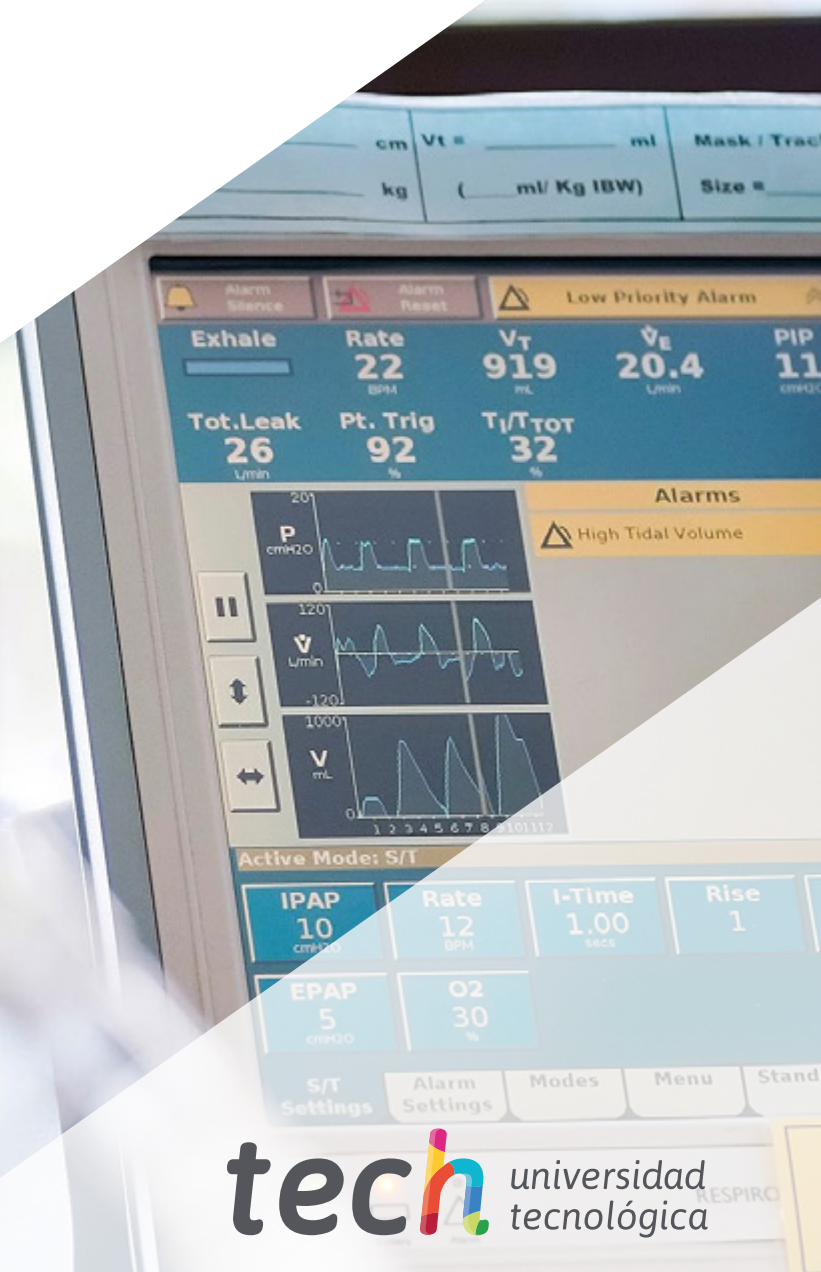 cm Vt = ml Mask / Trac
kg ( ml/ Kg IBW) Size =
Alarm Silence
Alarm Reset
Low Priority Alarm
Exhale
Rate
22
BPM
VT
919
mL
V̇E
20.4
L/min
PIP
11
cmH2O
Tot.Leak
26
L/min
Pt. Trig
92
%
TI/TTOT
32
%
Alarms
High Tidal Volume
20
P
cmH2O
0
120
V̇
L/min
-120
1000
V
mL
0
1 2 3 4 5 6 7 8 9 10 11 12
Active Mode: S/T
IPAP
10
cmH2O
Rate
12
BPM
I-Time
1.00
secs
Rise
1
EPAP
5
cmH2O
O2
30
%
S/T
Settings
Alarm
Settings
Modes
Menu
Stand
RESPIRO
tech universidad
tecnológica